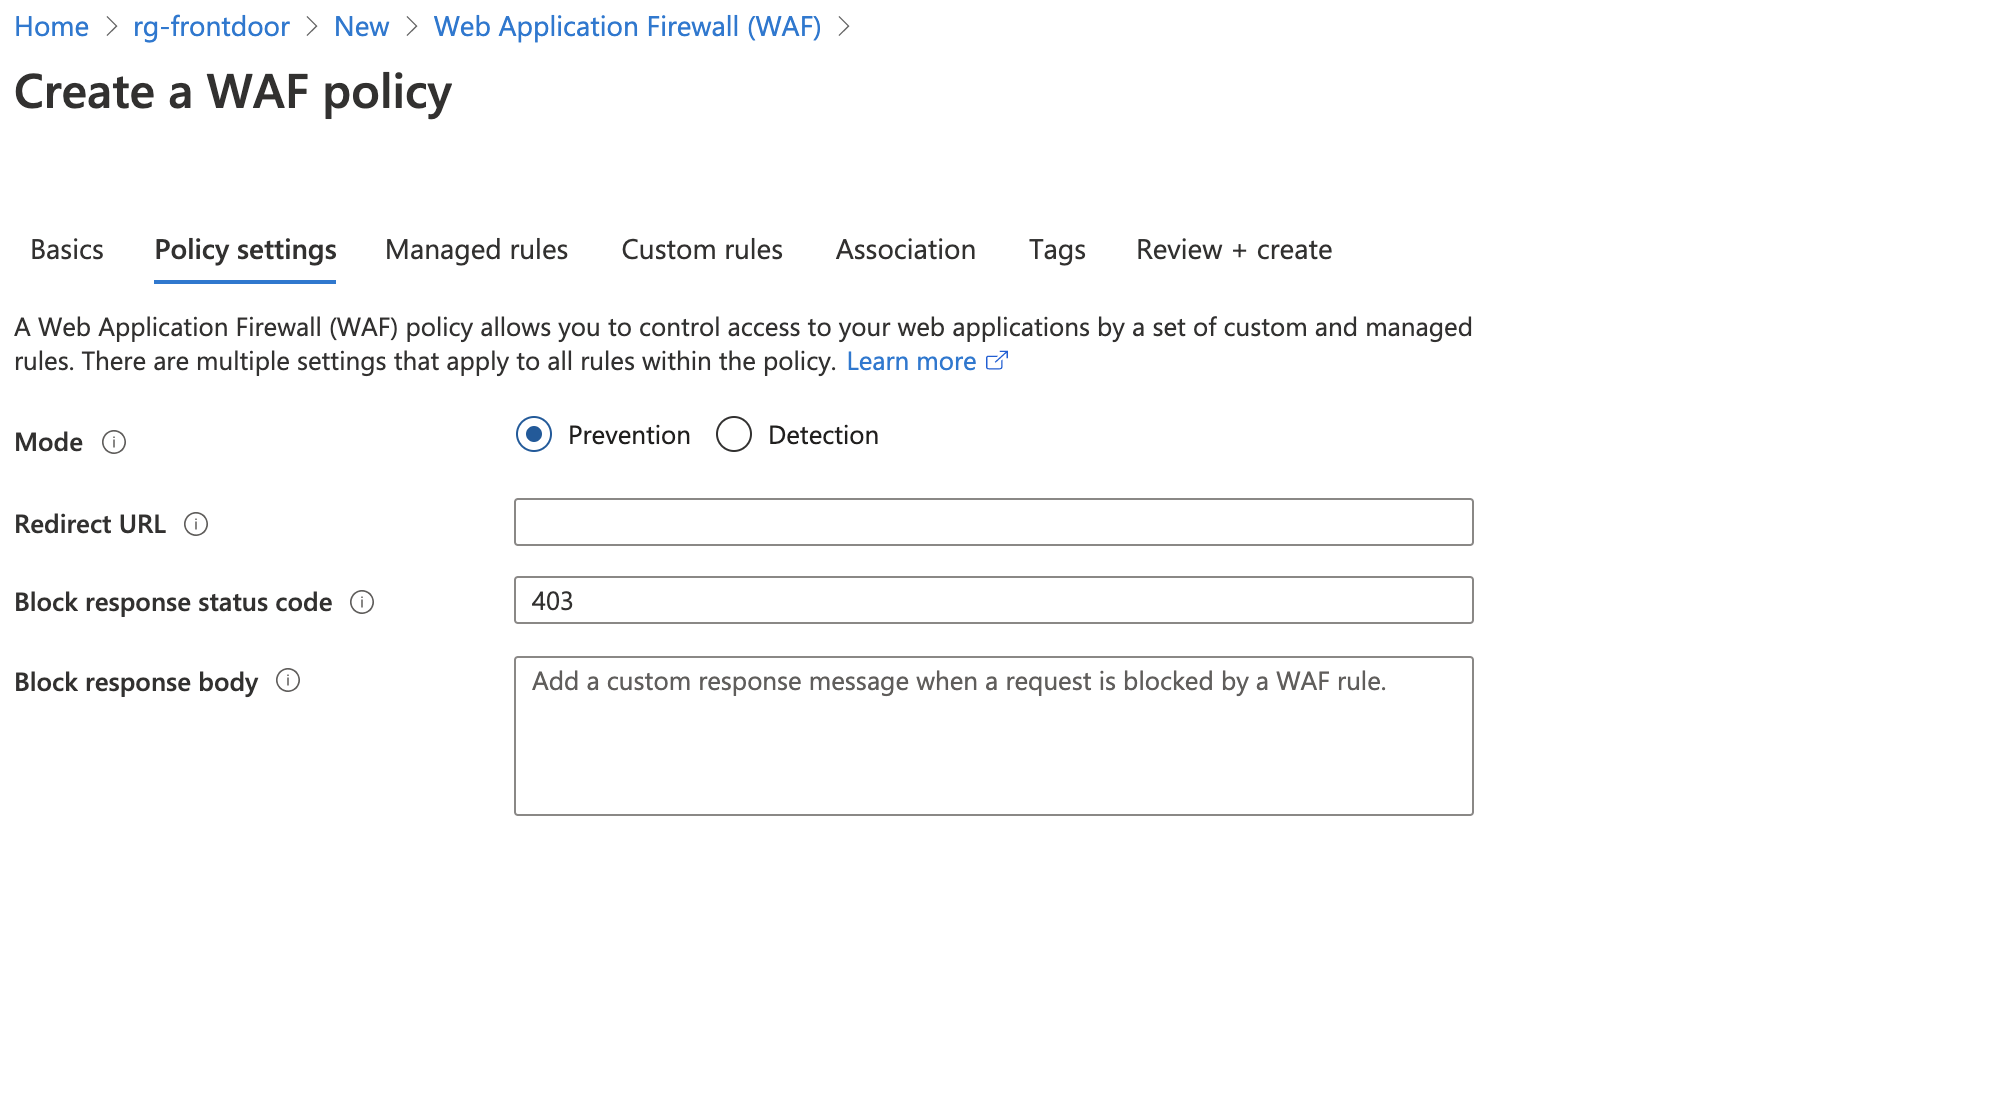 Home > rg-frontdoor > New > Web Application Firewall (WAF) >
Create a WAF policy
Basics Policy settings Managed rules Custom rules Association Tags Review + create
A Web Application Firewall (WAF) policy allows you to control access to your web applications by a set of custom and managed
rules. There are multiple settings that apply to all rules within the policy. Learn more
Mode Prevention Detection
Redirect URL
Block response status code 403
Block response body Add a custom response message when a request is blocked by a WAF rule.